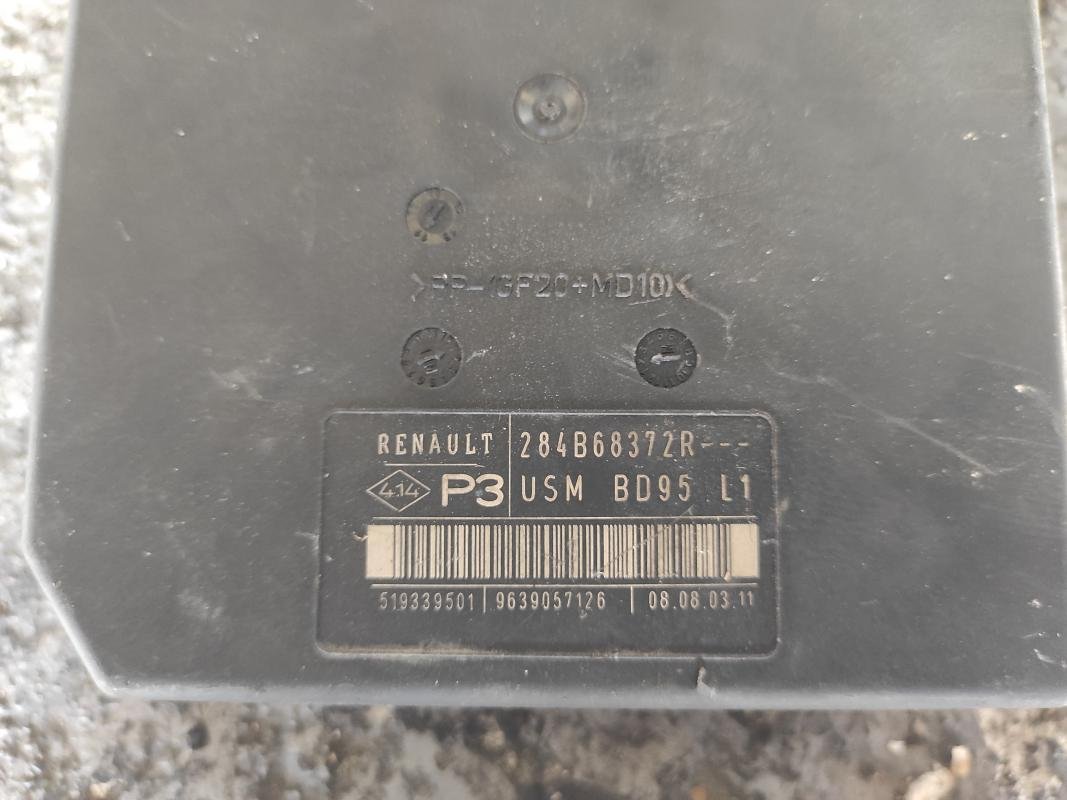 >PP-GF20+MD10<
RENAULT 284B68372R---
414 P3 USM BD95 L1
519339501 9639057126 08.08.03.11